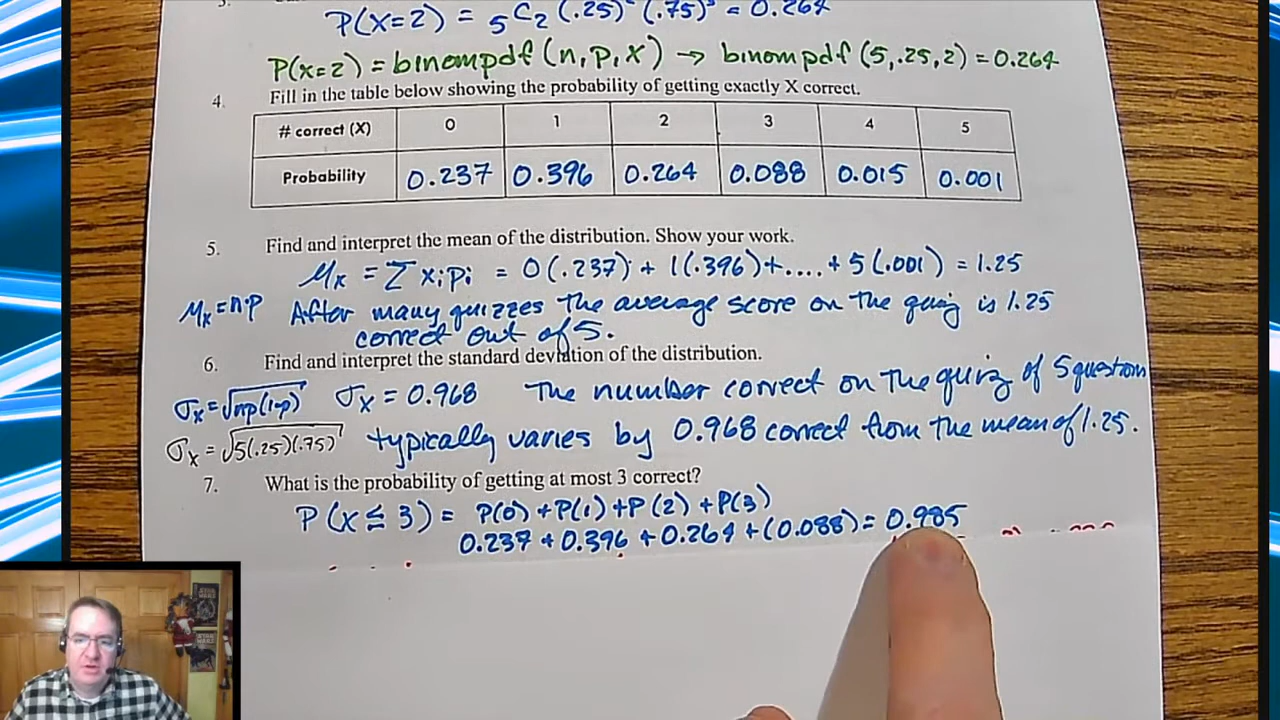 P(X=2) = ₅C₂ (.25)² (.75)³ = 0.264
P(X=2) = binompdf (n, p, x) → binompdf (5, .25, 2) = 0.264
4. Fill in the table below showing the probability of getting exactly X correct.
# correct (X) 0 1 2 3 4 5
Probability 0.237 0.396 0.264 0.088 0.015 0.001
5. Find and interpret the mean of the distribution. Show your work.
μx = Σ xᵢpᵢ = 0(.237) + 1(.396)+....+ 5(.001) = 1.25
μx = n·p After many quizzes the average score on the quiz is 1.25
correct out of 5.
6. Find and interpret the standard deviation of the distribution.
σx = √np(1-p) σx = 0.968 The number correct on the quiz of 5 question
σx = √5(.25)(.75) typically varies by 0.968 correct from the mean of 1.25.
7. What is the probability of getting at most 3 correct?
P(x ≤ 3) = P(0) + P(1) + P(2) + P(3)
0.237 + 0.396 + 0.264 + (0.088) = 0.985
STAR WARS
STAR WARS